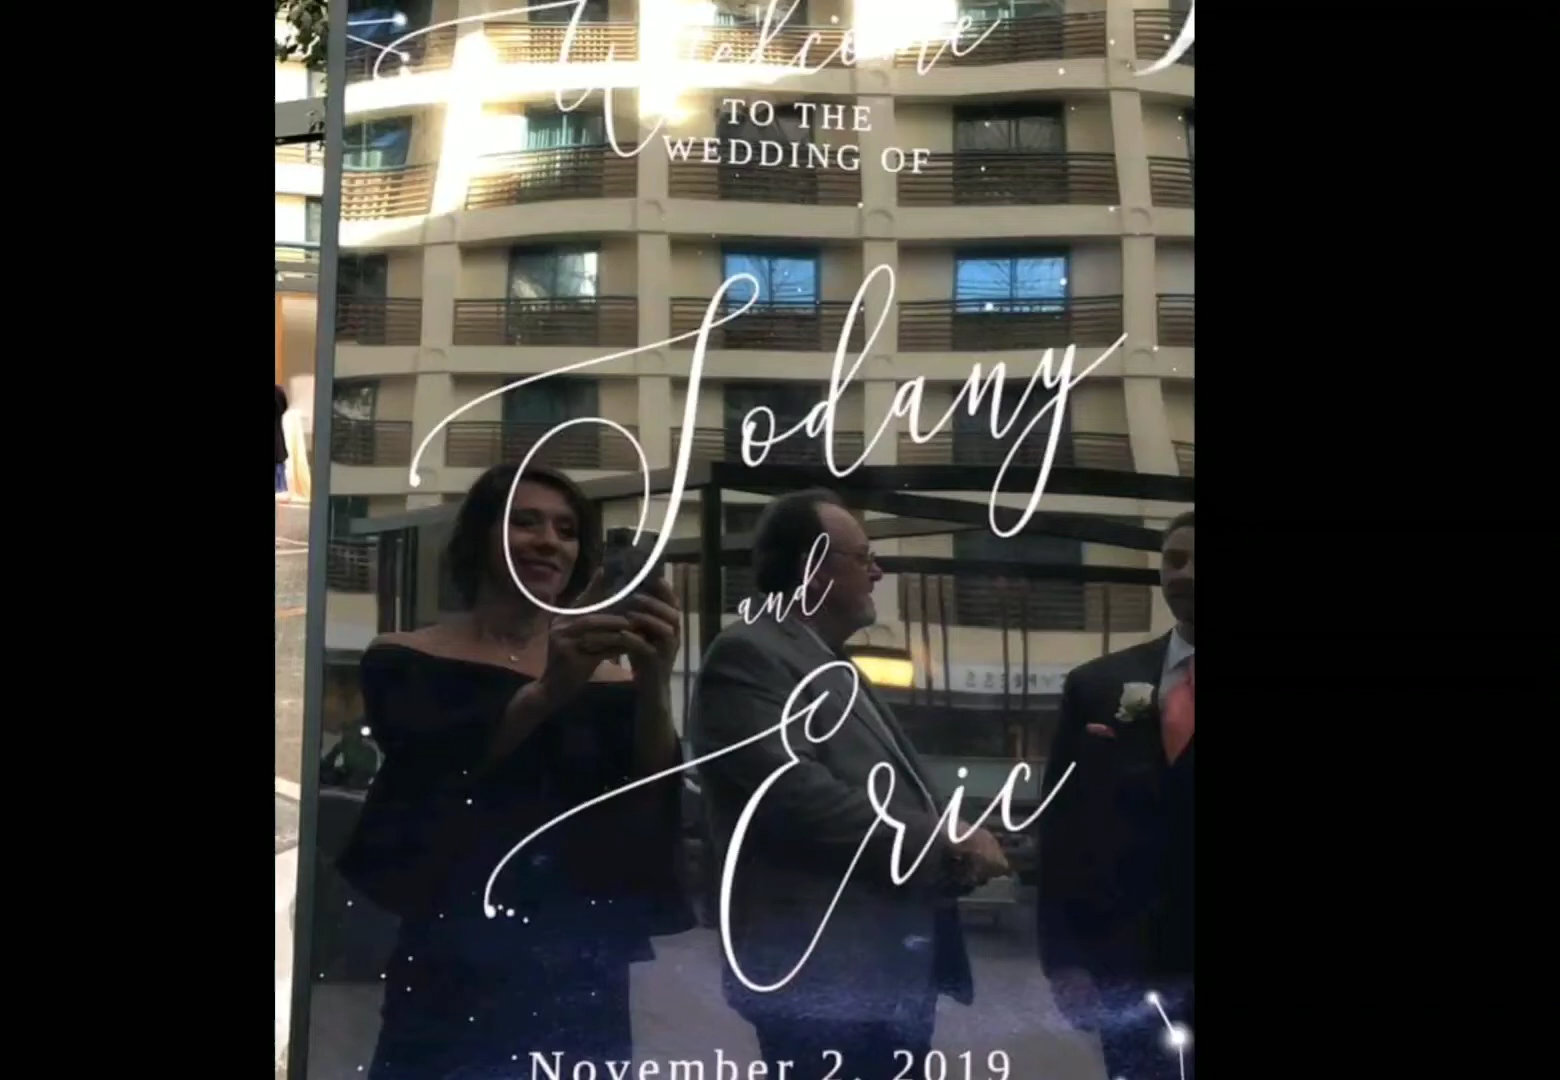 Welcome
TO THE
WEDDING OF
Sodany
and
Eric
November 2, 2019